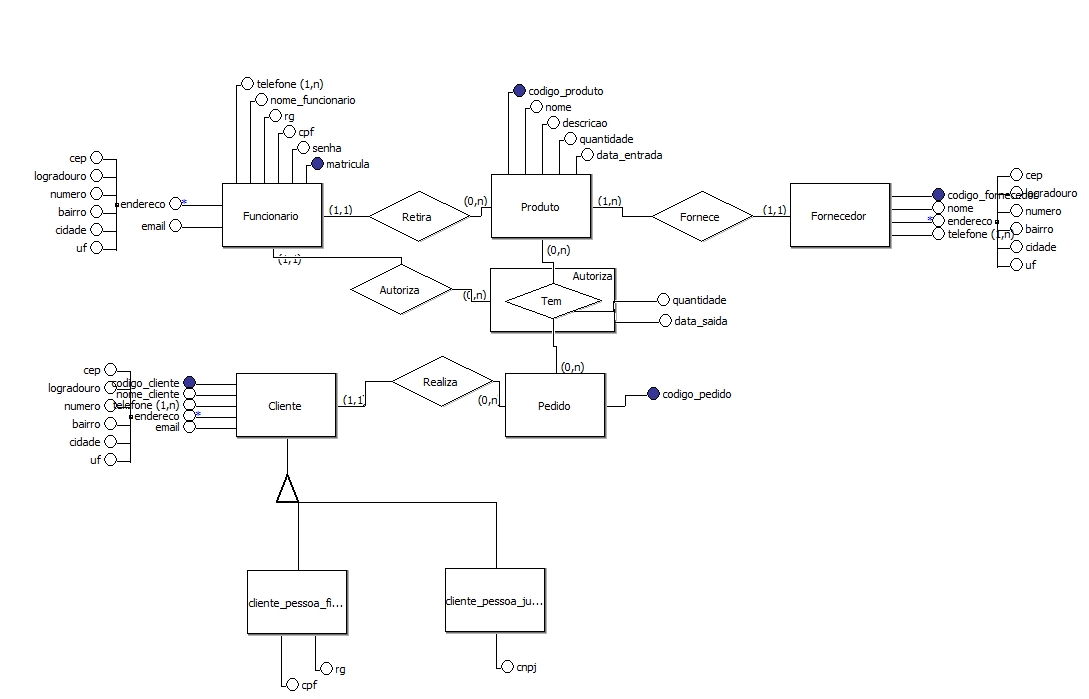 telefone (1,n)
nome_funcionario
rg
cpf
senha
matricula
cep
logradouro
numero
bairro
cidade
uf
endereco
*
email
Funcionario
(1,1)
Retira
(0,n)
codigo_produto
nome
descricao
quantidade
data_entrada
Produto
(1,n)
Fornece
(1,1)
Fornecedor
codigo_fornecedor
nome
*
endereco
telefone (1,n)
cep
logradouro
numero
bairro
cidade
uf
(1,1)
Autoriza
(0,n)
(0,n)
Autoriza
Tem
quantidade
data_saida
(0,n)
cep
logradouro
numero
bairro
cidade
uf
codigo_cliente
nome_cliente
telefone (1,n)
endereco
*
email
Cliente
(1,1)
Realiza
(0,n)
Pedido
codigo_pedido
cliente_pessoa_fi...
rg
cpf
cliente_pessoa_ju...
cnpj